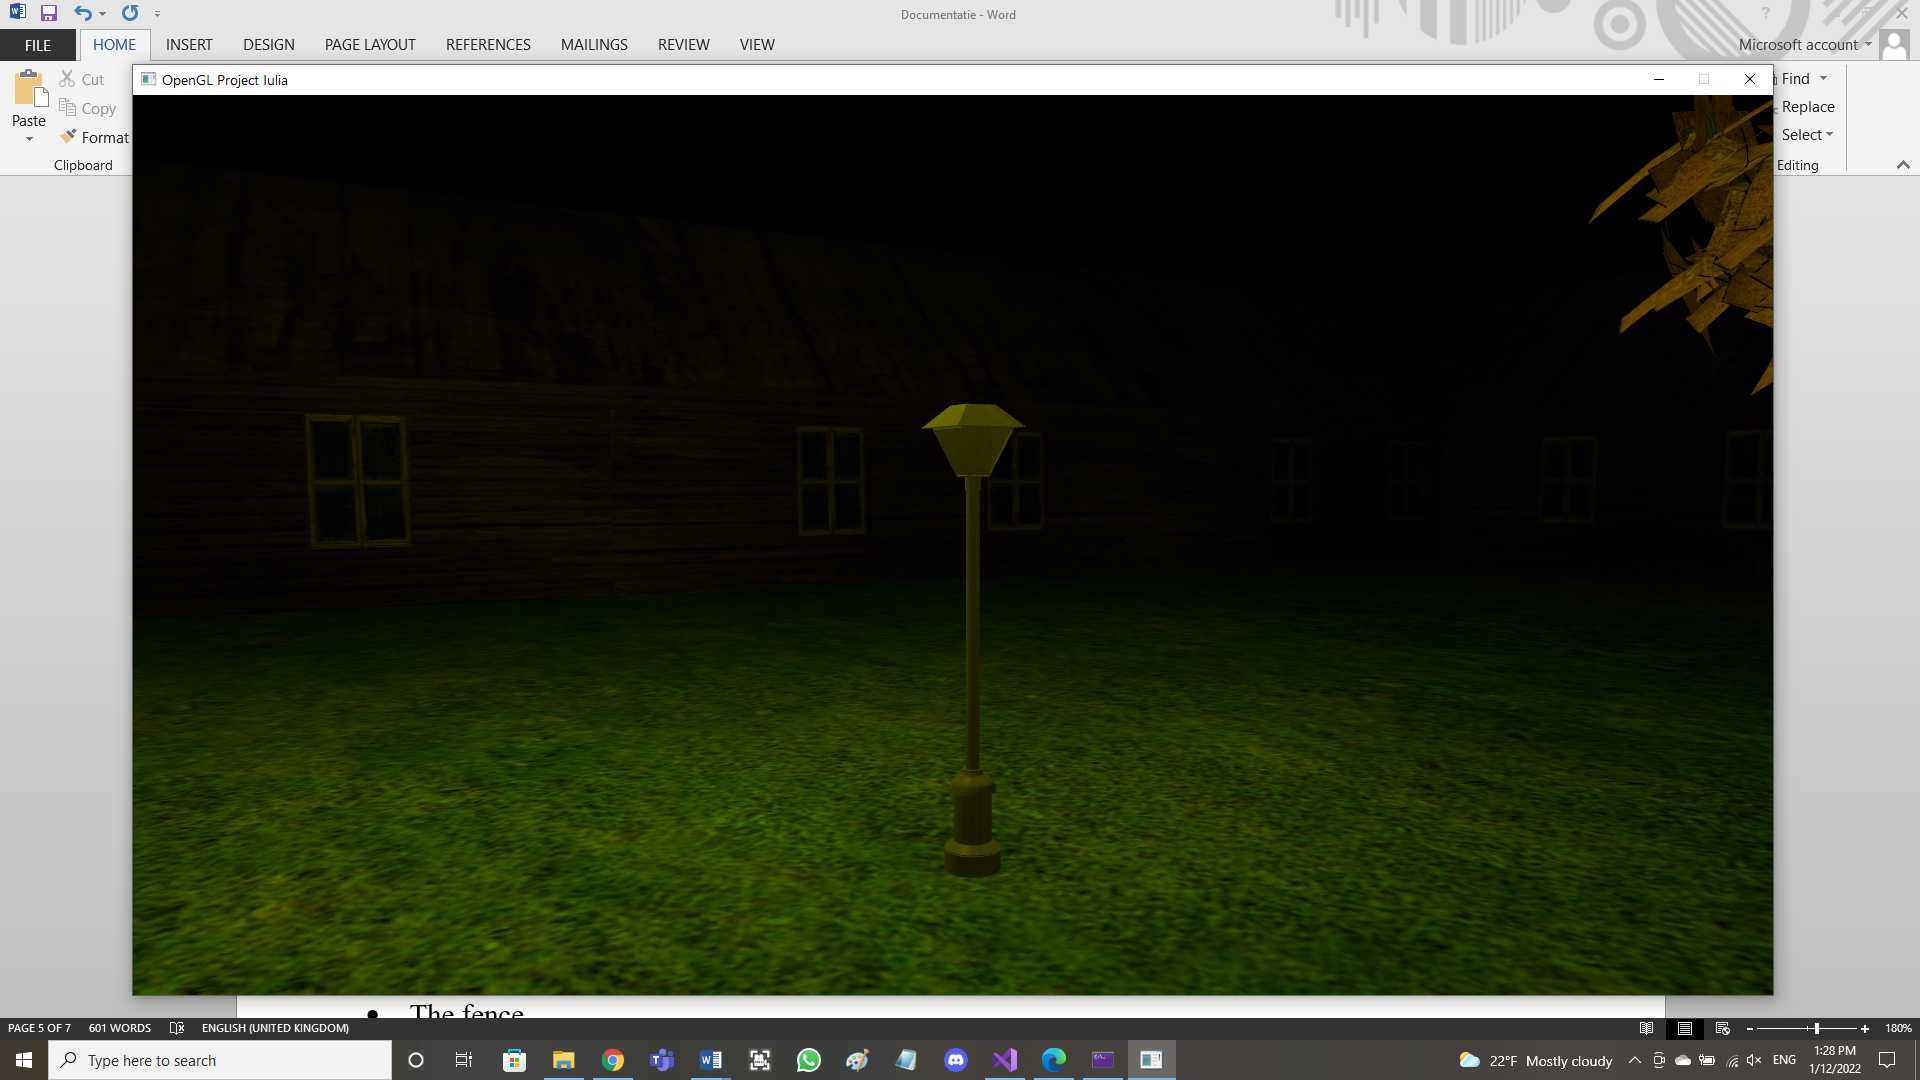 Documentatie - Word
FILE
HOME
INSERT
DESIGN
PAGE LAYOUT
REFERENCES
MAILINGS
REVIEW
VIEW
Microsoft account
Paste
Cut
Copy
Format
Clipboard
OpenGL Project Iulia
Find
Replace
Select
Editing
The fence
PAGE 5 OF 7
601 WORDS
ENGLISH (UNITED KINGDOM)
180%
Type here to search
22°F Mostly cloudy
ENG
1:28 PM
1/12/2022